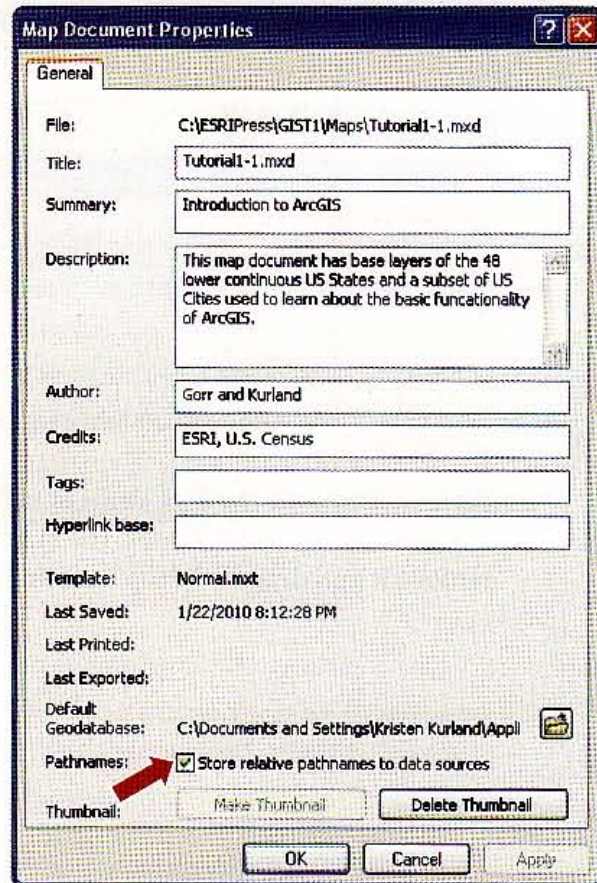 Map Document Properties
General
File: C:\ESRIPress\GIST1\Maps\Tutorial1-1.mxd
Title: Tutorial1-1.mxd
Summary: Introduction to ArcGIS
Description: This map document has base layers of the 48
lower continuous US States and a subset of US
Cities used to learn about the basic funcationality
of ArcGIS.
Author: Gorr and Kurland
Credits: ESRI, U.S. Census
Tags:
Hyperlink base:
Template: Normal.mxt
Last Saved: 1/22/2010 8:12:28 PM
Last Printed:
Last Exported:
Default
Geodatabase: C:\Documents and Settings\Kristen Kurland\Appli
Pathnames: Store relative pathnames to data sources
Thumbnail: Make Thumbnail Delete Thumbnail
OK Cancel Apply